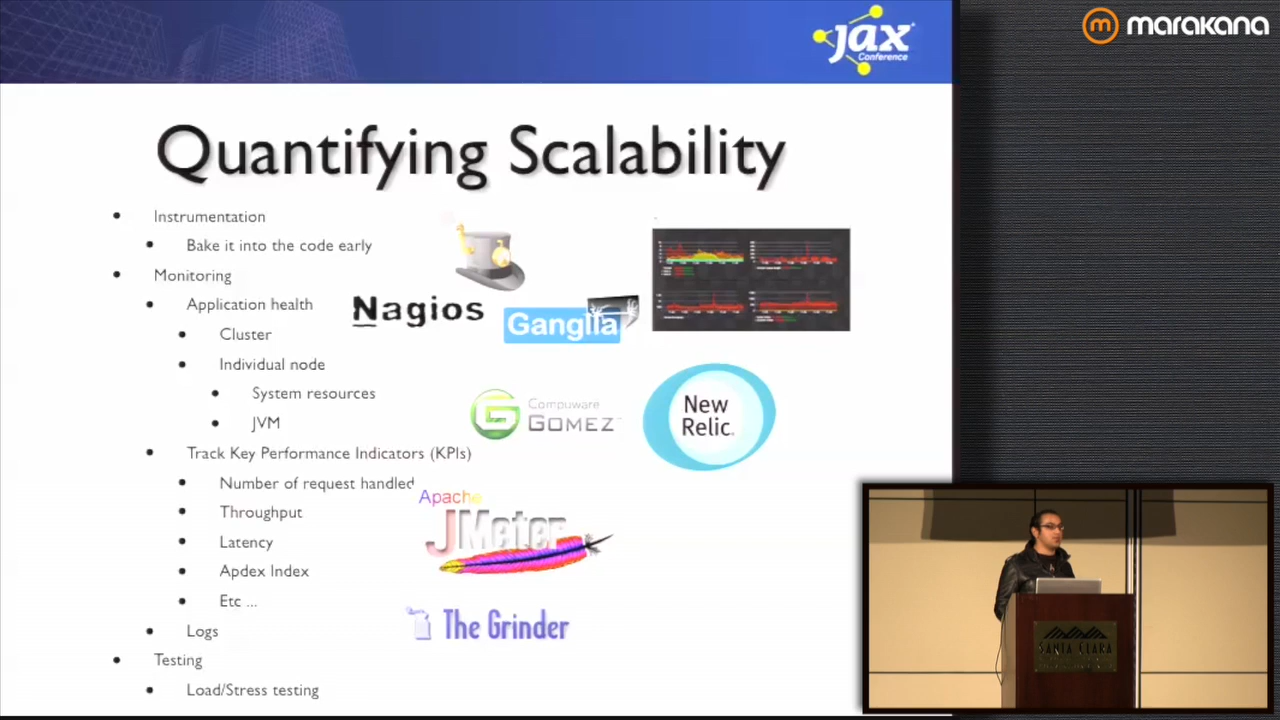 jax
Conference
marakana
Quantifying Scalability
Instrumentation
Bake it into the code early
Monitoring
Application health
Nagios
Ganglia
Cluster
Individual node
System resources
JVM
Compuware
GOMEZ
New
Relic.
Track Key Performance Indicators (KPIs)
Number of request handled
Apache
JMeter
Throughput
Latency
Apdex Index
Etc ...
The Grinder
Logs
Testing
Load/Stress testing
SANTA CLARA